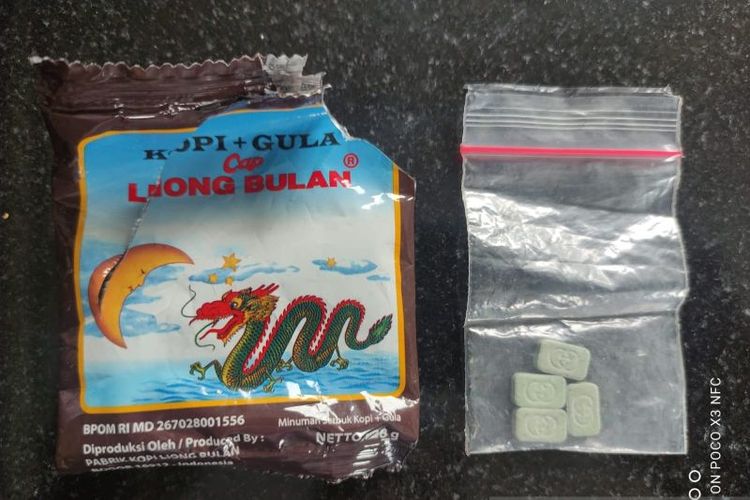 KOPI+GULA
Cap
LIONG BULAN®
BPOM RI MD 267028001556
Minuman Serbuk Kopi + Gula
NETTO
g
Diproduksi Oleh / Produced By :
PABRIK KOPI LIONG BULAN
Indonesia
ON POCO X3 NFC